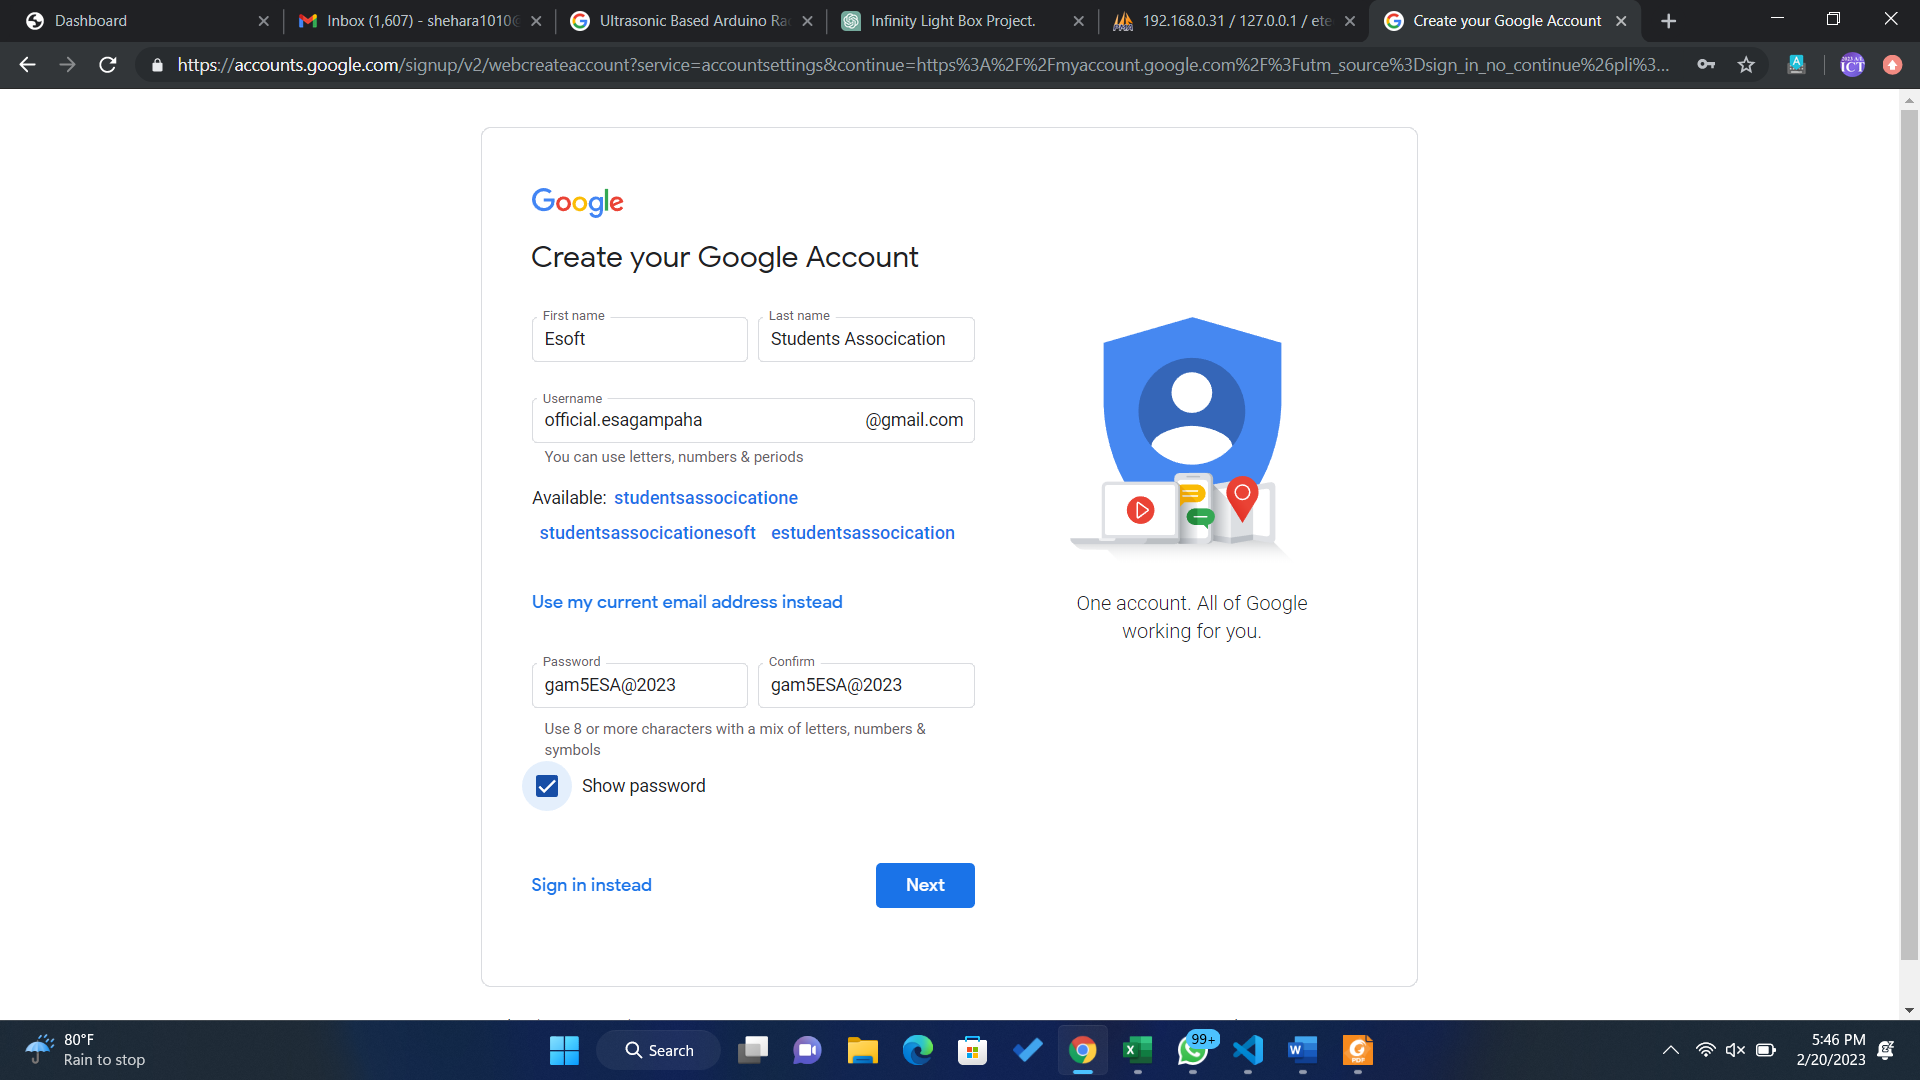 Dashboard
Inbox (1,607) - shehara1010@
Ultrasonic Based Arduino Ra
Infinity Light Box Project.
192.168.0.31 / 127.0.0.1 / ete
Create your Google Account
https://accounts.google.com/signup/v2/webcreateaccount?service=accountsettings&continue=https%3A%2F%2Fmyaccount.google.com%2F%3Futm_source%3Dsign_in_no_continue%26pli%3...
ICT
Google
Create your Google Account
First name
Last name
Esoft
Students Assocication
Username
official.esagampaha
@gmail.com
You can use letters, numbers & periods
Available: studentsassocicatione
studentsassocicationesoft estudentsassocication
Use my current email address instead
One account. All of Google
working for you.
Password
Confirm
gam5ESA@2023
gam5ESA@2023
Use 8 or more characters with a mix of letters, numbers &
symbols
Show password
Sign in instead
Next
80°F
Rain to stop
Search
99+
5:46 PM
2/20/2023